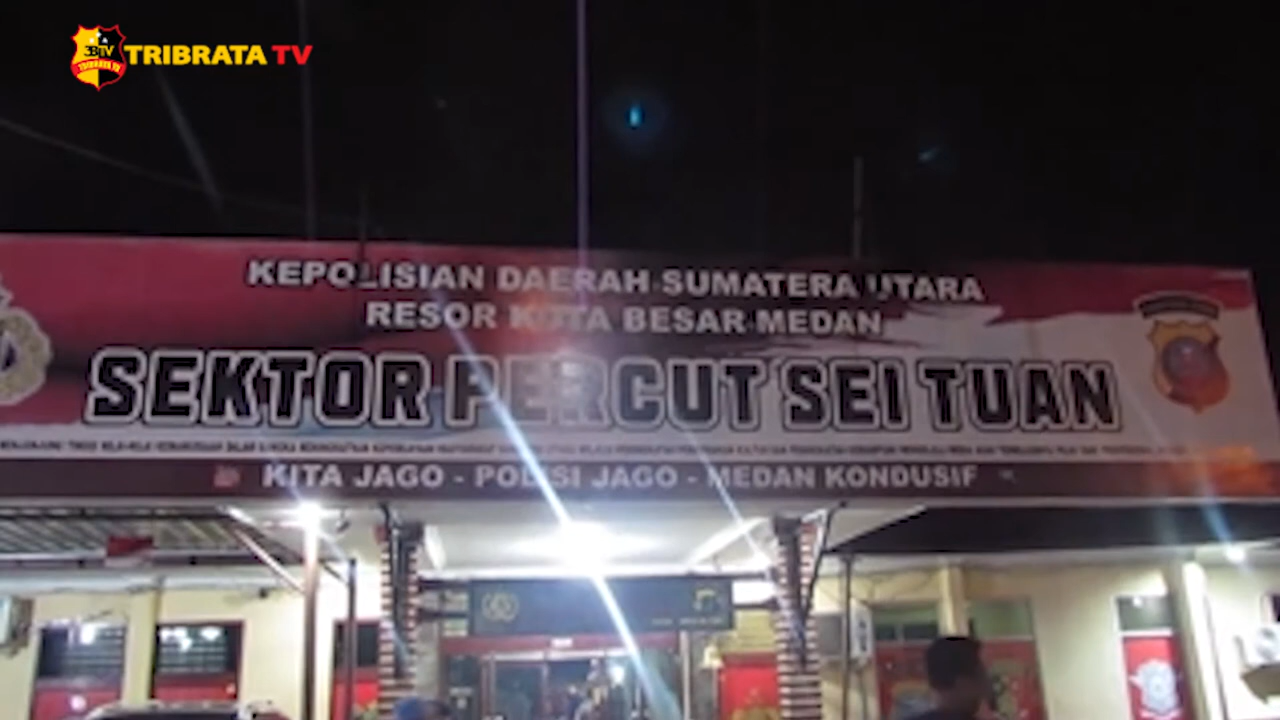 TRIBRATA TV
KEPOLISIAN DAERAH SUMATERA UTARA
RESOR KOTA BESAR MEDAN
SEKTOR PERCUT SEI TUAN
KITA JAGO - POLISI JAGO - MEDAN KONDUSIF